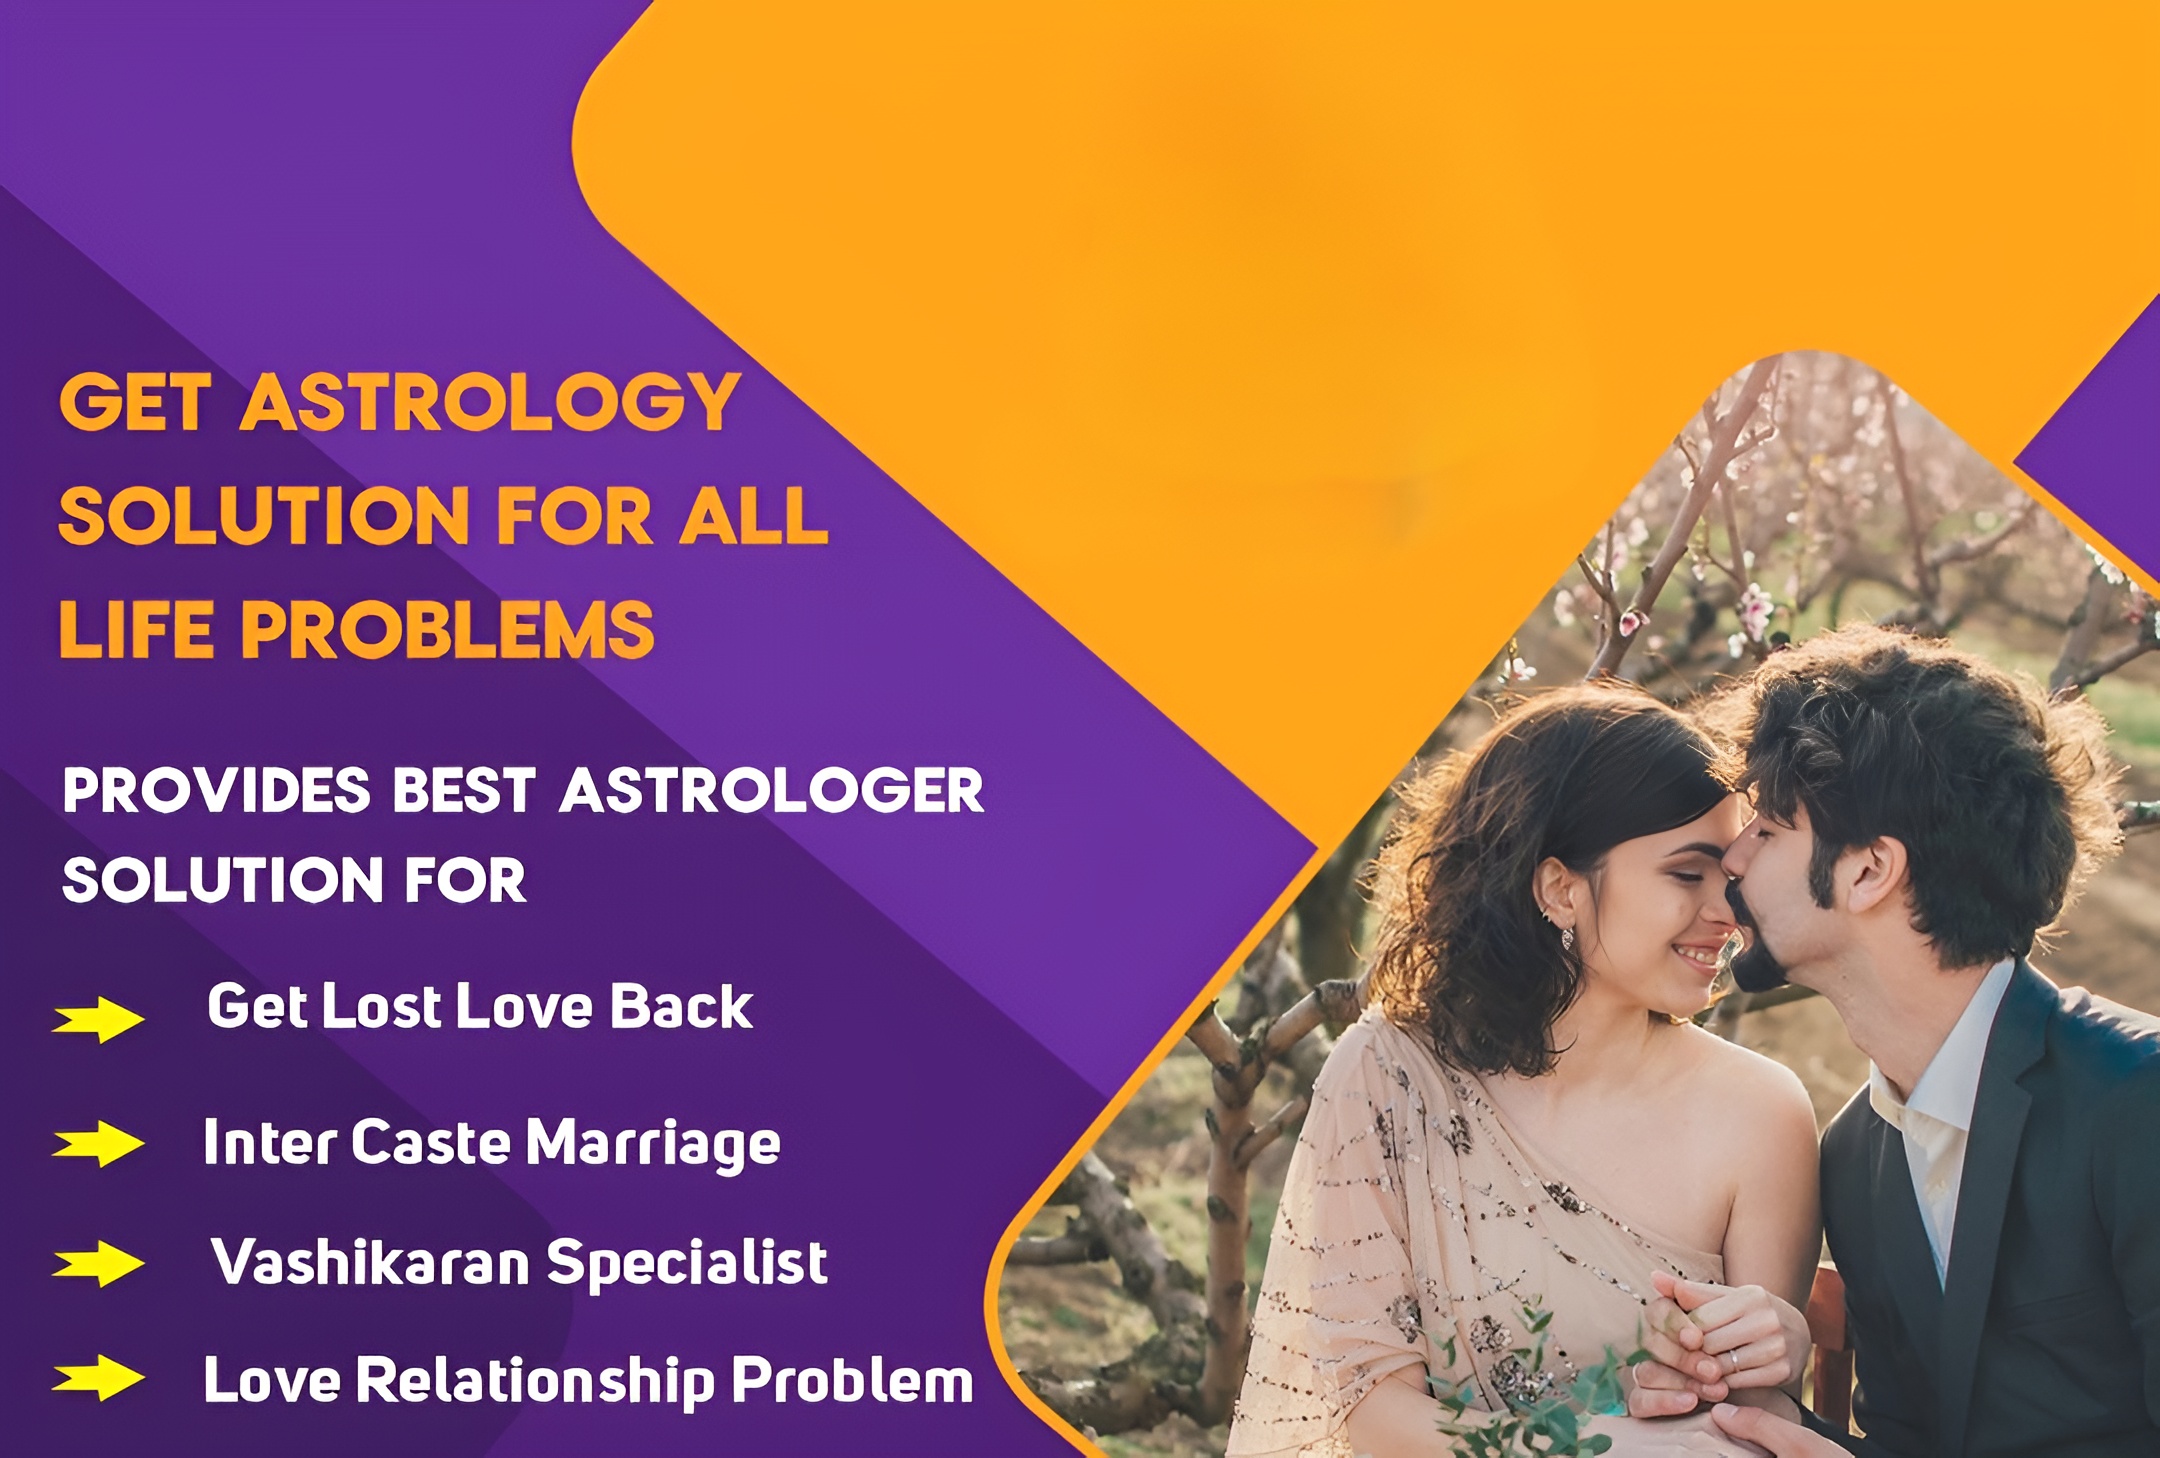 GET ASTROLOGY
SOLUTION FOR ALL
LIFE PROBLEMS
PROVIDES BEST ASTROLOGER
SOLUTION FOR
Get Lost Love Back
Inter Caste Marriage
Vashikaran Specialist
Love Relationship Problem